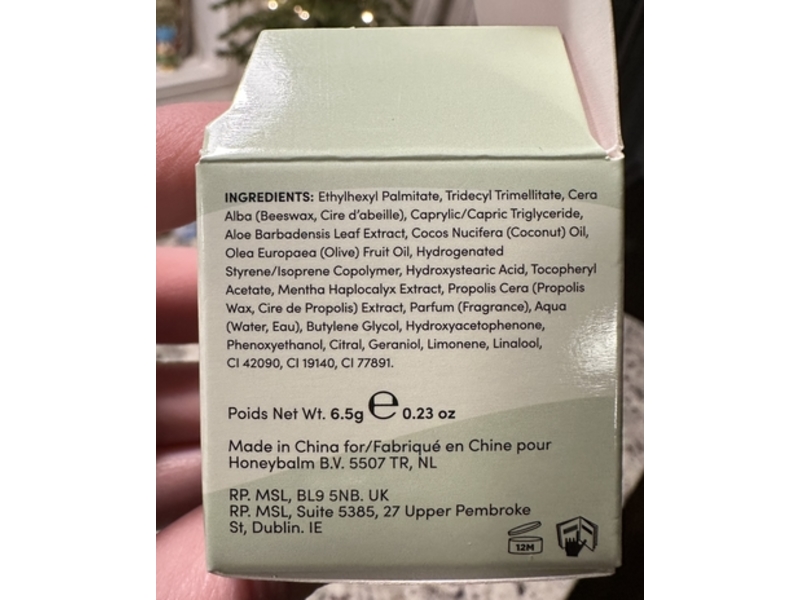 INGREDIENTS: Ethylhexyl Palmitate, Tridecyl Trimellitate, Cera
Alba (Beeswax, Cire d'abeille), Caprylic/Capric Triglyceride,
Aloe Barbadensis Leaf Extract, Cocos Nucifera (Coconut) Oil,
Olea Europaea (Olive) Fruit Oil, Hydrogenated
Styrene/Isoprene Copolymer, Hydroxystearic Acid, Tocopheryl
Acetate, Mentha Haplocalyx Extract, Propolis Cera (Propolis
Wax, Cire de Propolis) Extract, Parfum (Fragrance), Aqua
(Water, Eau), Butylene Glycol, Hydroxyacetophenone,
Phenoxyethanol, Citral, Geraniol, Limonene, Linalool,
CI 42090, CI 19140, CI 77891.
Poids Net Wt. 6.5g ℮ 0.23 oz
Made in China for/Fabriqué en Chine pour
Honeybalm B.V. 5507 TR, NL
RP. MSL, BL9 5NB. UK
RP. MSL, Suite 5385, 27 Upper Pembroke
St, Dublin. IE
12M